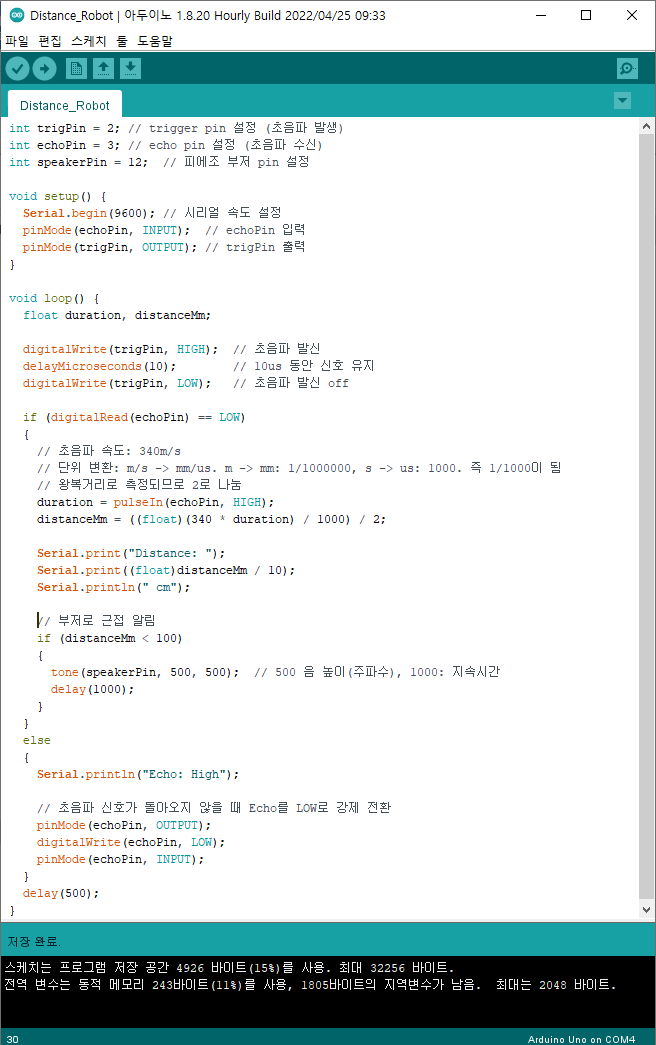 Distance_Robot | 아두이노 1.8.20 Hourly Build 2022/04/25 09:33
파일 편집 스케치 툴 도움말
Distance_Robot
int trigPin = 2; // trigger pin 설정 (초음파 발생)
int echoPin = 3; // echo pin 설정 (초음파 수신)
int speakerPin = 12;  // 피에조 부저 pin 설정

void setup() {
  Serial.begin(9600); // 시리얼 속도 설정
  pinMode(echoPin, INPUT);  // echoPin 입력
  pinMode(trigPin, OUTPUT); // trigPin 출력
}

void loop() {
  float duration, distanceMm;

  digitalWrite(trigPin, HIGH);  // 초음파 발신
  delayMicroseconds(10);        // 10us 동안 신호 유지
  digitalWrite(trigPin, LOW);   // 초음파 발신 off

  if (digitalRead(echoPin) == LOW)
  {
    // 초음파 속도: 340m/s
    // 단위 변환: m/s -> mm/us. m -> mm: 1/1000000, s -> us: 1000. 즉 1/1000이 됨
    // 왕복거리로 측정되므로 2로 나눔
    duration = pulseIn(echoPin, HIGH);
    distanceMm = ((float)(340 * duration) / 1000) / 2;

    Serial.print("Distance: ");
    Serial.print((float)distanceMm / 10);
    Serial.println(" cm");

    // 부저로 근접 알림
    if (distanceMm < 100)
    {
      tone(speakerPin, 500, 500);  // 500 음 높이(주파수), 1000: 지속시간
      delay(1000);
    }
  }
  else
  {
    Serial.println("Echo: High");

    // 초음파 신호가 돌아오지 않을 때 Echo를 LOW로 강제 전환
    pinMode(echoPin, OUTPUT);
    digitalWrite(echoPin, LOW);
    pinMode(echoPin, INPUT);
  }
  delay(500);
}
저장 완료.
스케치는 프로그램 저장 공간 4926 바이트(15%)를 사용. 최대 32256 바이트.
전역 변수는 동적 메모리 243바이트(11%)를 사용, 1805바이트의 지역변수가 남음.  최대는 2048 바이트.
30
Arduino Uno on COM4